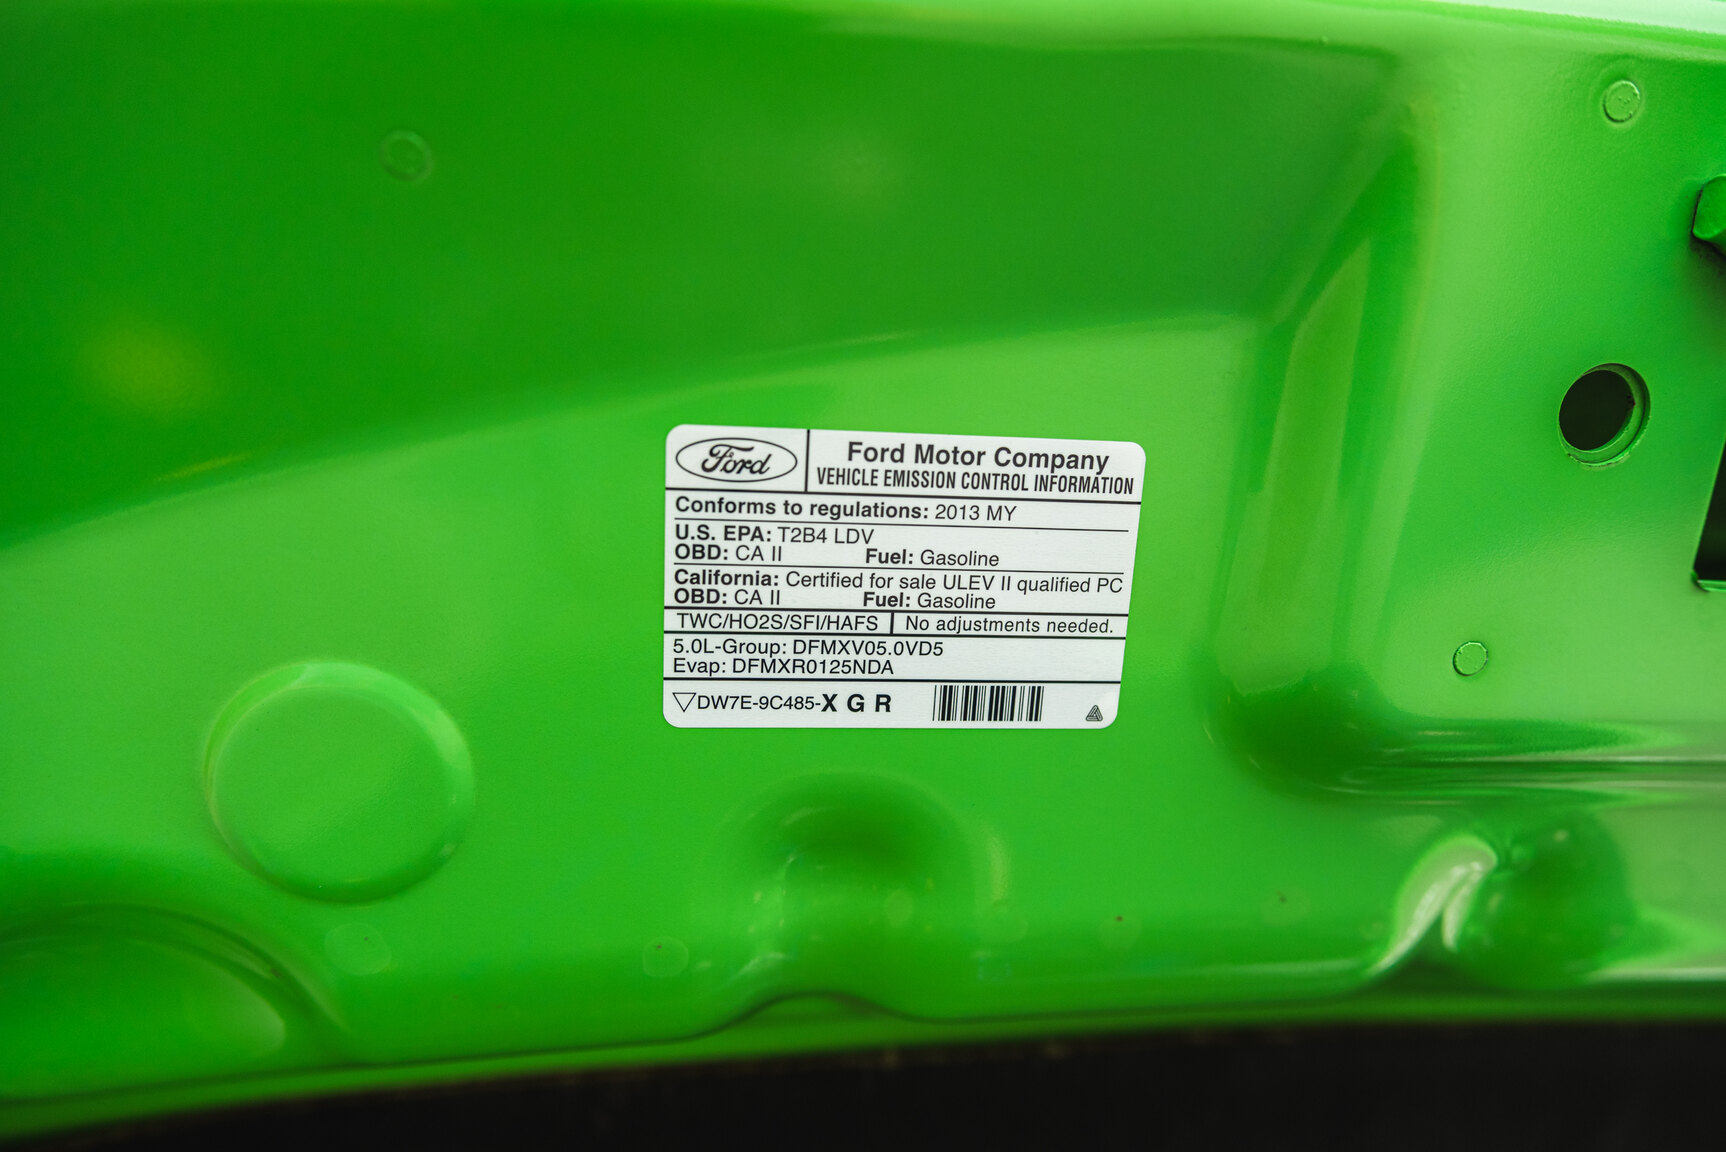 Ford
Ford Motor Company
VEHICLE EMISSION CONTROL INFORMATION
Conforms to regulations: 2013 MY
U.S. EPA: T2B4 LDV
OBD: CA II Fuel: Gasoline
California: Certified for sale ULEV II qualified PC
OBD: CA II Fuel: Gasoline
TWC/HO2S/SFI/HAFS No adjustments needed.
5.0L-Group: DFMXV05.0VD5
Evap: DFMXR0125NDA
DW7E-9C485-X G R